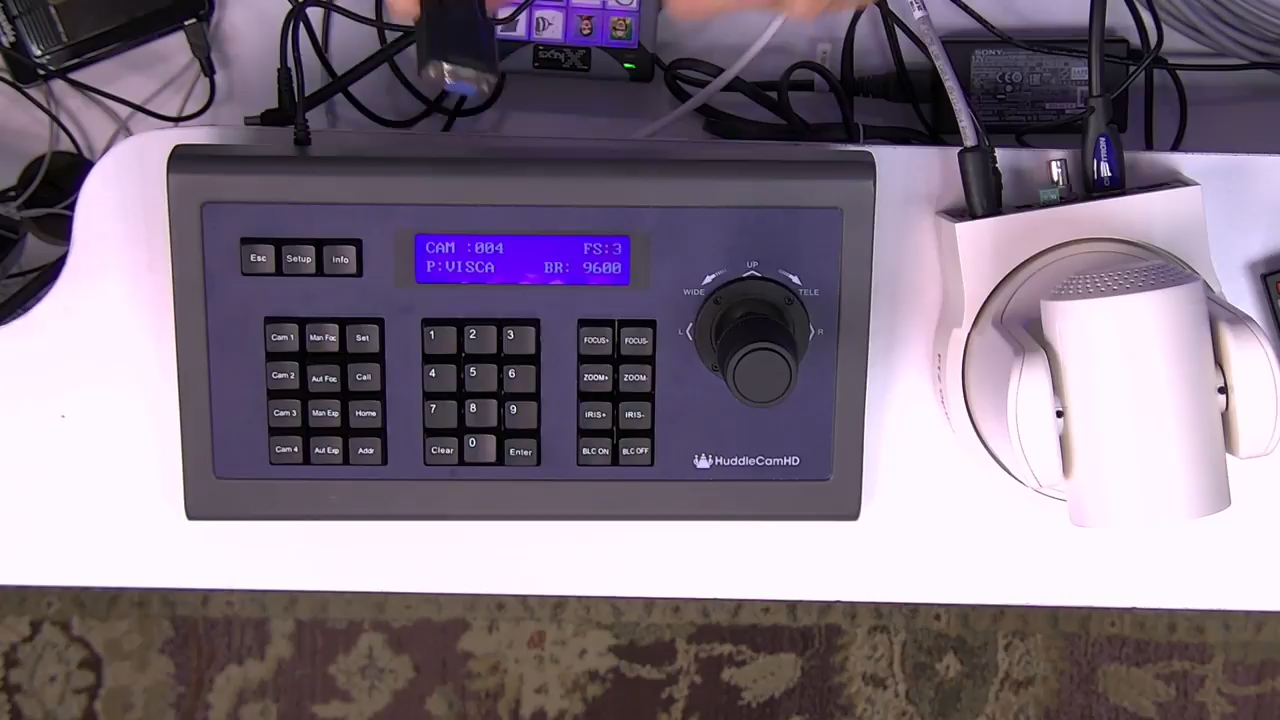 SONY
Esc Setup Info
CAM :004 FS:3
P:VISCA BR: 9600
UP
WIDE TELE
L R
Cam 1 Man Foc Set
Cam 2 Aut Foc Call
Cam 3 Man Exp Home
Cam 4 Aut Exp Addr
1 2 3
4 5 6
7 8 9
Clear 0 Enter
FOCUS+ FOCUS-
ZOOM+ ZOOM-
IRIS+ IRIS-
BLC ON BLC OFF
HuddleCamHD